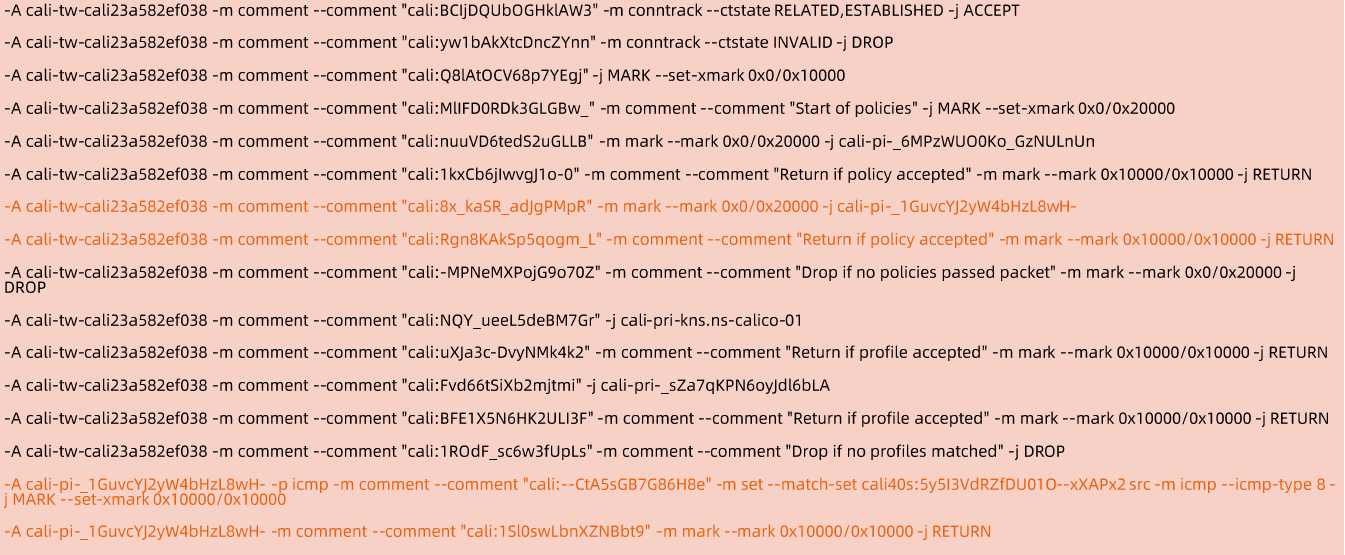 -A cali-tw-cali23a582ef038 -m comment --comment "cali:BCIjDQUbOGHklAW3" -m conntrack --ctstate RELATED,ESTABLISHED -j ACCEPT
-A cali-tw-cali23a582ef038 -m comment --comment "cali:yw1bAkXtcDncZYnn" -m conntrack --ctstate INVALID -j DROP
-A cali-tw-cali23a582ef038 -m comment --comment "cali:Q8lAtOCV68p7YEgj" -j MARK --set-xmark 0x0/0x10000
-A cali-tw-cali23a582ef038 -m comment --comment "cali:MlIFD0RDk3GLGBw_" -m comment --comment "Start of policies" -j MARK --set-xmark 0x0/0x20000
-A cali-tw-cali23a582ef038 -m comment --comment "cali:nuuVD6tedS2uGLLB" -m mark --mark 0x0/0x20000 -j cali-pi-_6MPzWUO0Ko_GzNULnUn
-A cali-tw-cali23a582ef038 -m comment --comment "cali:1kxCb6jIwvgJ1o-0" -m comment --comment "Return if policy accepted" -m mark --mark 0x10000/0x10000 -j RETURN
-A cali-tw-cali23a582ef038 -m comment --comment "cali:8x_kaSR_adJgPMpR" -m mark --mark 0x0/0x20000 -j cali-pi-_1GuvcYJ2yW4bHzL8wH-
-A cali-tw-cali23a582ef038 -m comment --comment "cali:Rgn8KAkSp5qogm_L" -m comment --comment "Return if policy accepted" -m mark --mark 0x10000/0x10000 -j RETURN
-A cali-tw-cali23a582ef038 -m comment --comment "cali:-MPNeMXPojG9o70Z" -m comment --comment "Drop if no policies passed packet" -m mark --mark 0x0/0x20000 -j
DROP
-A cali-tw-cali23a582ef038 -m comment --comment "cali:NQY_ueeL5deBM7Gr" -j cali-pri-kns.ns-calico-01
-A cali-tw-cali23a582ef038 -m comment --comment "cali:uXJa3c-DvyNMk4k2" -m comment --comment "Return if profile accepted" -m mark --mark 0x10000/0x10000 -j RETURN
-A cali-tw-cali23a582ef038 -m comment --comment "cali:Fvd66tSiXb2mjtmi" -j cali-pri-_sZa7qKPN6oyJdl6bLA
-A cali-tw-cali23a582ef038 -m comment --comment "cali:BFE1X5N6HK2ULI3F" -m comment --comment "Return if profile accepted" -m mark --mark 0x10000/0x10000 -j RETURN
-A cali-tw-cali23a582ef038 -m comment --comment "cali:1ROdF_sc6w3fUpLs" -m comment --comment "Drop if no profiles matched" -j DROP
-A cali-pi-_1GuvcYJ2yW4bHzL8wH- -p icmp -m comment --comment "cali:--CtA5sGB7G86H8e" -m set --match-set cali40s:5y5I3VdRZfDU01O--xXAPx2 src -m icmp --icmp-type 8 -
j MARK --set-xmark 0x10000/0x10000
-A cali-pi-_1GuvcYJ2yW4bHzL8wH- -m comment --comment "cali:1Sl0swLbnXZNBbt9" -m mark --mark 0x10000/0x10000 -j RETURN